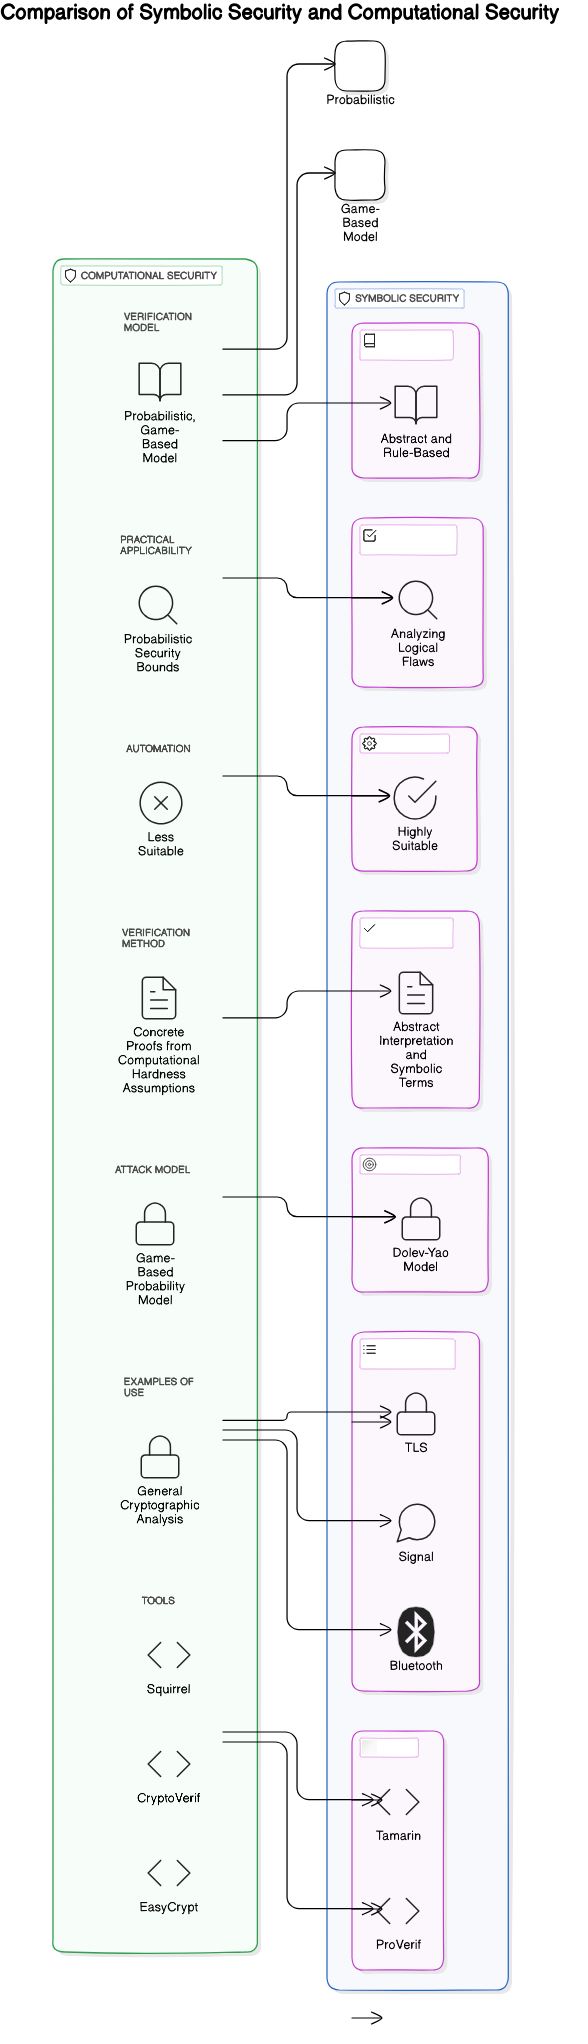 Comparison of Symbolic Security and Computational Security
Probabilistic
Game-
Based
Model
COMPUTATIONAL SECURITY
VERIFICATION
MODEL
Probabilistic,
Game-
Based
Model
PRACTICAL
APPLICABILITY
Probabilistic
Security
Bounds
AUTOMATION
Less
Suitable
VERIFICATION
METHOD
Concrete
Proofs from
Computational
Hardness
Assumptions
ATTACK MODEL
Game-
Based
Probability
Model
EXAMPLES OF
USE
General
Cryptographic
Analysis
TOOLS
Squirrel
CryptoVerif
EasyCrypt
SYMBOLIC SECURITY
Abstract and
Rule-Based
Analyzing
Logical
Flaws
Highly
Suitable
Abstract
Interpretation
and
Symbolic
Terms
Dolev-Yao
Model
TLS
Signal
Bluetooth
Tamarin
ProVerif